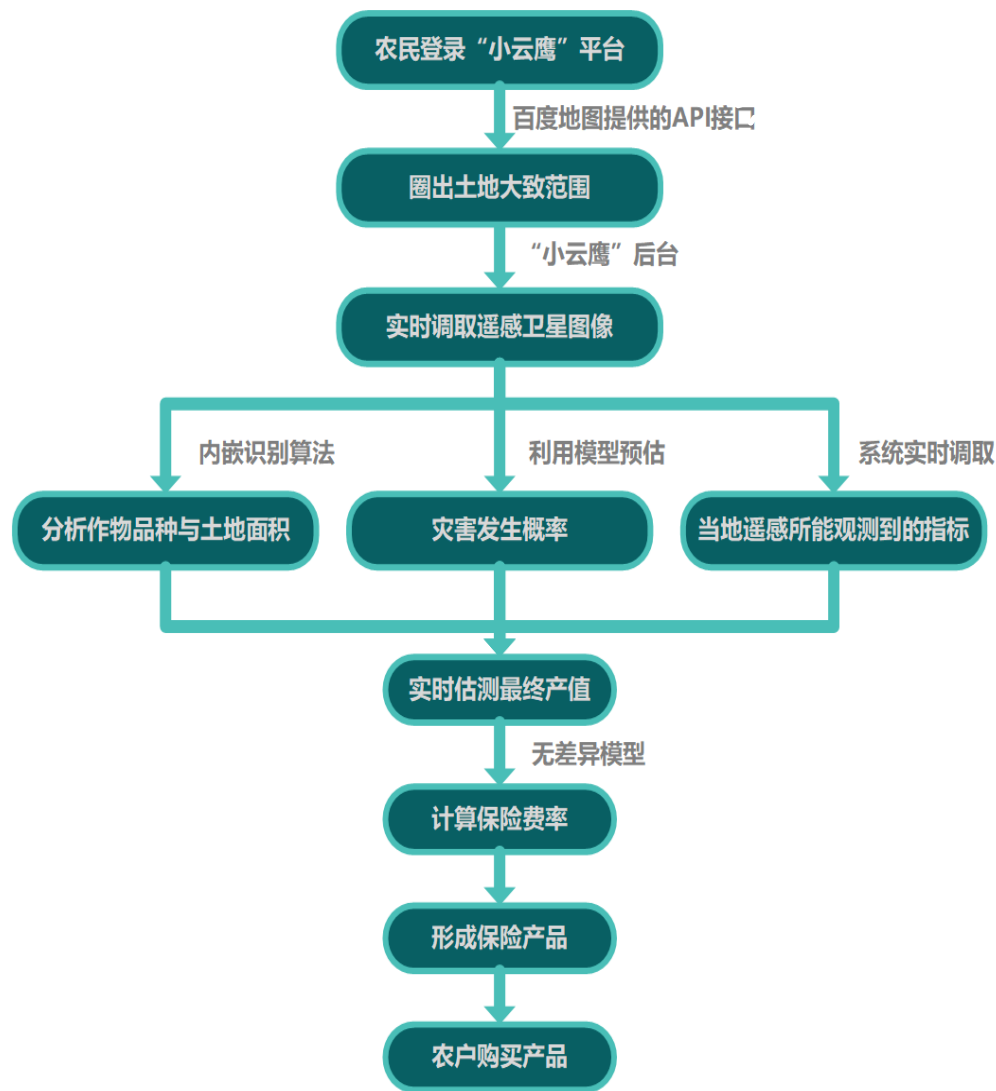 农民登录“小云鹰”平台
百度地图提供的API接口
圈出土地大致范围
“小云鹰”后台
实时调取遥感卫星图像
内嵌识别算法
利用模型预估
系统实时调取
分析作物品种与土地面积
灾害发生概率
当地遥感所能观测到的指标
实时估测最终产值
无差异模型
计算保险费率
形成保险产品
农户购买产品